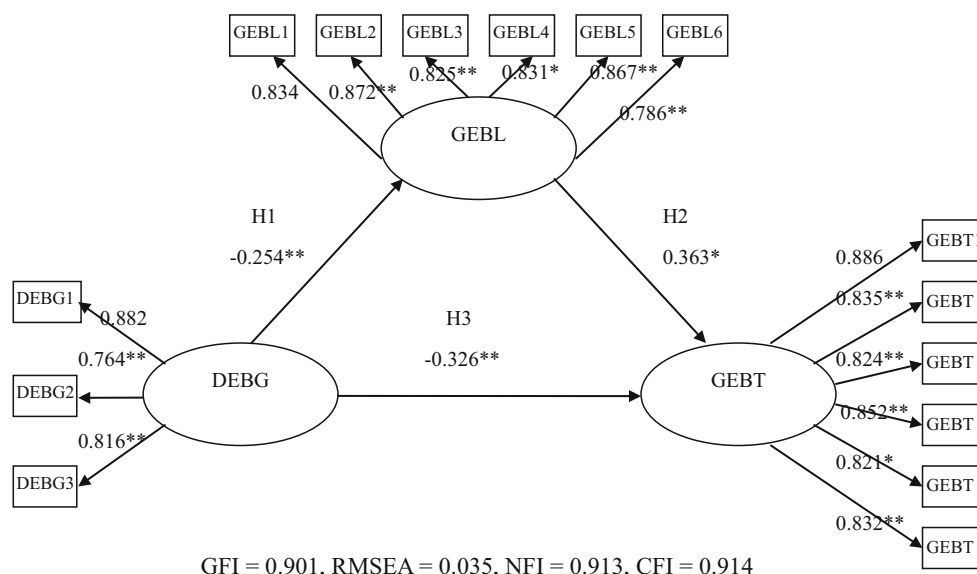 GEBL1 GEBL2 GEBL3 GEBL4 GEBL5 GEBL6
0.834 0.872** 0.825** 0.831* 0.867** 0.786**
GEBL
H1
-0.254**
H2
0.363*
H3
-0.326**
DEBG1
0.882
0.764**
DEBG2
0.816**
DEBG3
DEBG
GEBT
0.886
GEBT1
0.835**
GEBT
0.824**
GEBT
0.852**
GEBT
0.821*
GEBT
0.832**
GEBT
GFI = 0.901, RMSEA = 0.035, NFI = 0.913, CFI = 0.914